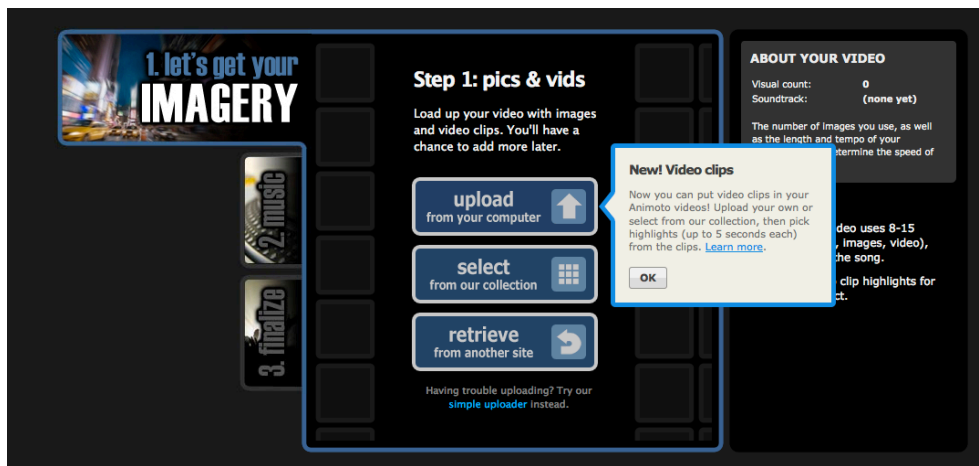 1. let's get your
IMAGERY
2. music
3. finalize
Step 1: pics & vids
Load up your video with images
and video clips. You'll have a
chance to add more later.
upload
from your computer
select
from our collection
retrieve
from another site
Having trouble uploading? Try our
simple uploader instead.
New! Video clips
Now you can put video clips in your
Animoto videos! Upload your own or
select from our collection, then pick
highlights (up to 5 seconds each)
from the clips. Learn more.
OK
ABOUT YOUR VIDEO
Visual count: 0
Soundtrack: (none yet)
The number of images you use, as well
as the length and tempo of your
etermine the speed of
deo uses 8-15
, images, video),
he song.
clip highlights for
ct.